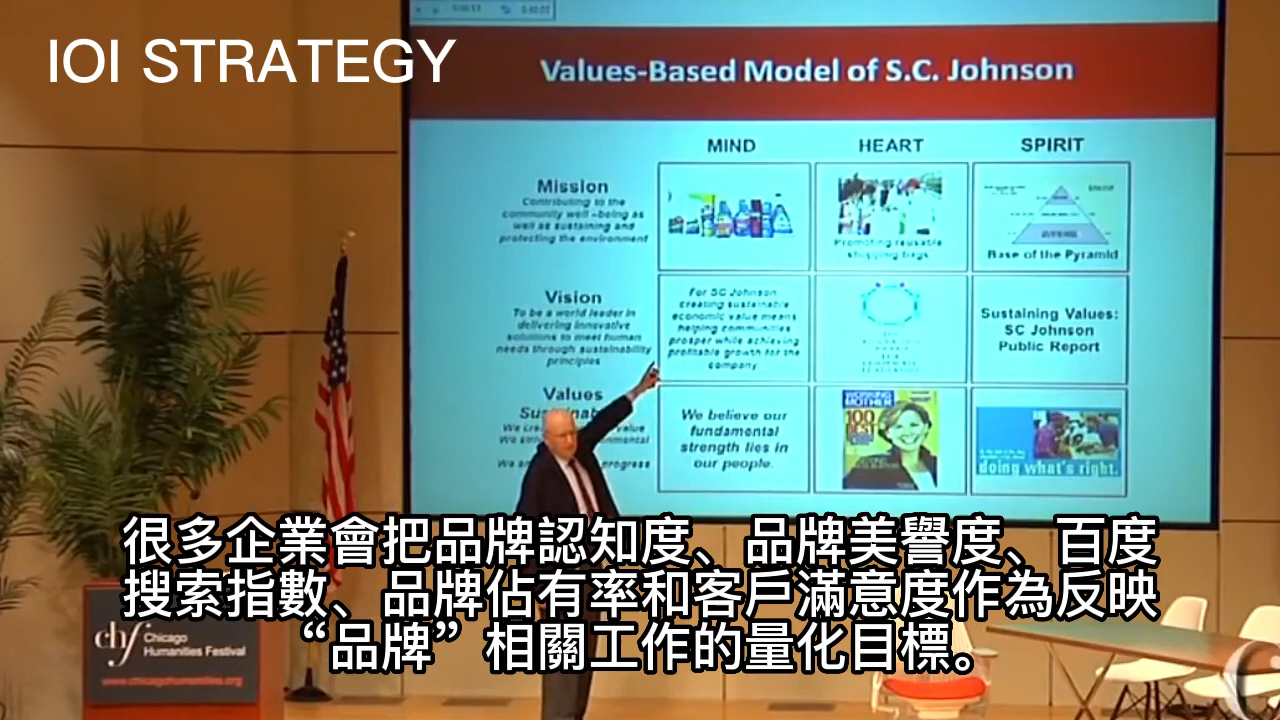 IOI STRATEGY
Values-Based Model of S.C. Johnson
MIND
HEART
SPIRIT
Mission
Contributing to the
community well-being as
well as sustaining and
protecting the environment
Promoting reusable
shopping bags
Base of the Pyramid
Vision
To be a world leader in
delivering innovative
solutions to meet human
needs through sustainability
principles
For SC Johnson
creating sustainable
economic value means
helping communities
prosper while achieving
profitable growth for the
company
Sustaining Values:
SC Johnson
Public Report
Values
We believe our
fundamental
strength lies in
our people.
WORKING
MOTHER
100
BEST
doing what's right.
很多企業會把品牌認知度、品牌美譽度、百度
搜索指數、品牌佔有率和客戶滿意度作為反映
“品牌”相關工作的量化目標。
chf
Chicago
Humanities Festival
www.chicagohumanities.org